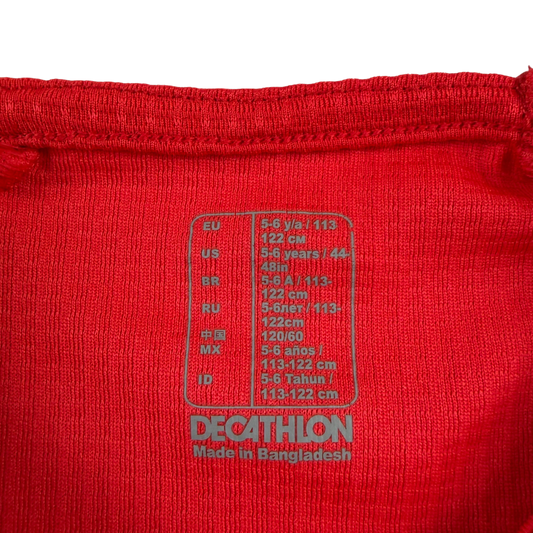 EU 5-6 y/a / 113
122 см
US 5-6 years / 44-
48in
BR 5-6 A / 113-
122 cm
RU 5-6лет / 113-
122cm
中国 120/60
MX 5-6 años /
113-122 cm
ID 5-6 Tahun /
113-122 cm
DECATHLON
Made in Bangladesh